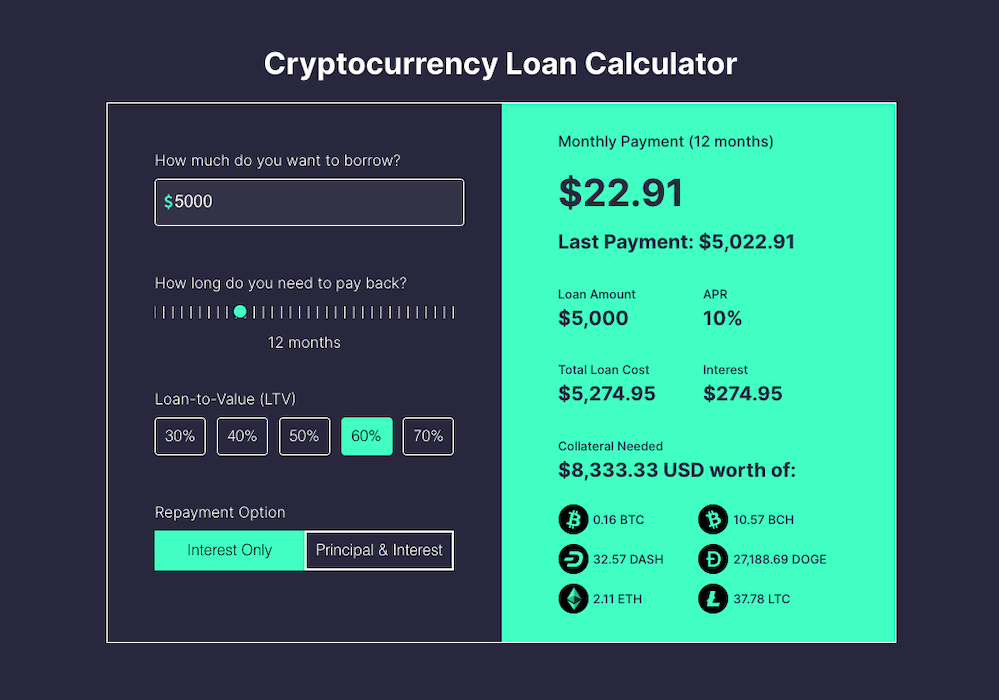 Cryptocurrency Loan Calculator
How much do you want to borrow?
$5000
How long do you need to pay back?
12 months
Loan-to-Value (LTV)
30% 40% 50% 60% 70%
Repayment Option
Interest Only Principal & Interest
Monthly Payment (12 months)
$22.91
Last Payment: $5,022.91
Loan Amount APR
$5,000 10%
Total Loan Cost Interest
$5,274.95 $274.95
Collateral Needed
$8,333.33 USD worth of:
0.16 BTC 10.57 BCH
32.57 DASH 27,188.69 DOGE
2.11 ETH 37.78 LTC